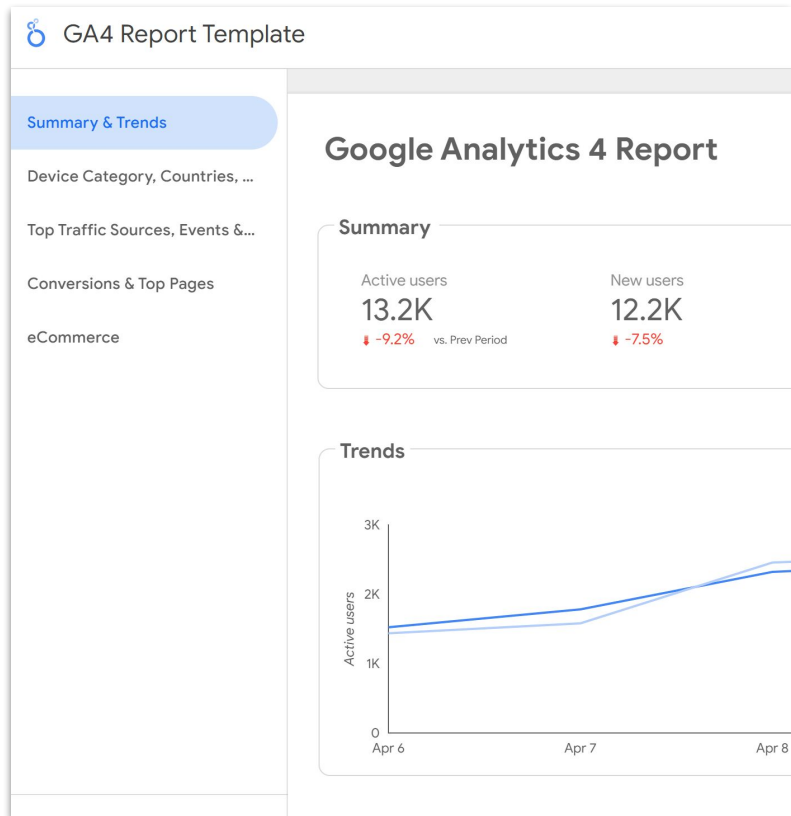 GA4 Report Template
Summary & Trends
Device Category, Countries, ...
Top Traffic Sources, Events &...
Conversions & Top Pages
eCommerce
Google Analytics 4 Report
Summary
Active users
13.2K
-9.2% vs. Prev Period
New users
12.2K
-7.5%
Trends
Active users
3K
2K
1K
0
Apr 6
Apr 7
Apr 8